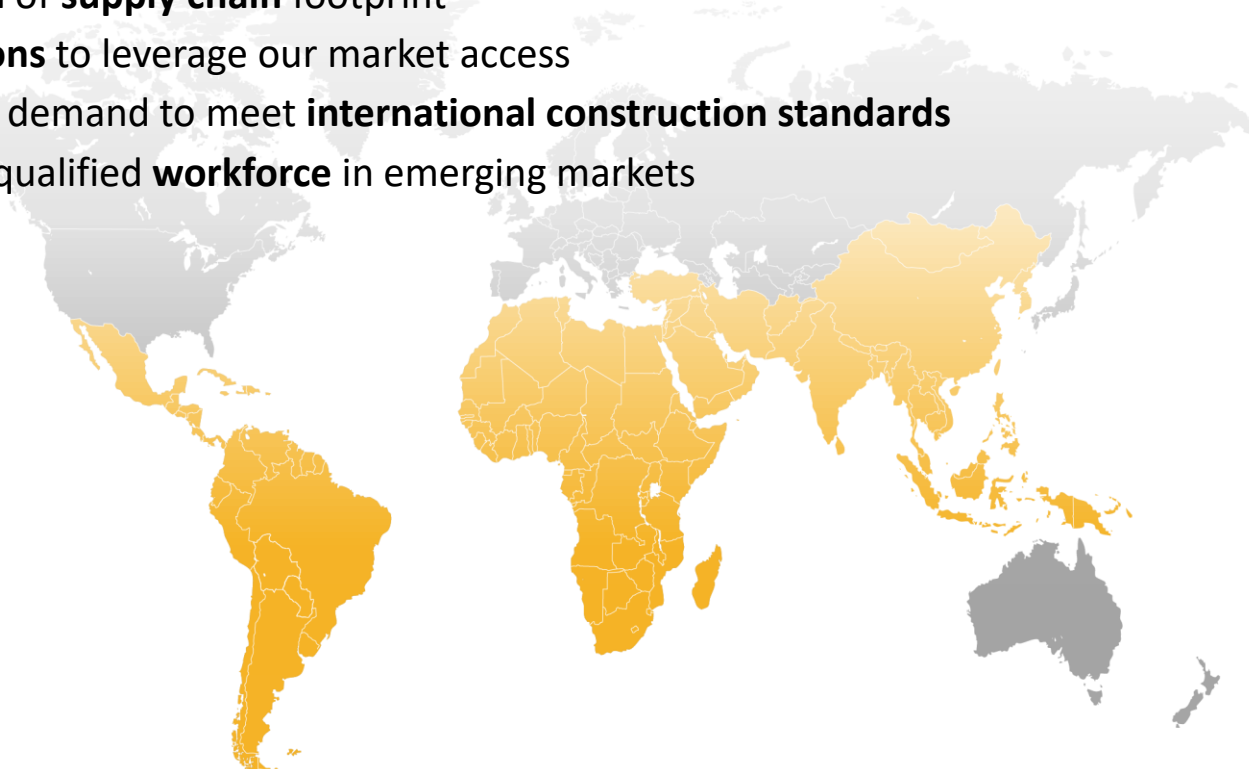 of supply chain footprint
ons to leverage our market access
demand to meet international construction standards
qualified workforce in emerging markets